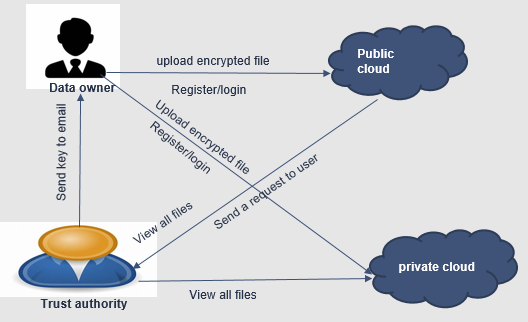 upload encrypted file
Public
cloud
Data owner
Register/login
Upload encrypted file
Register/login
Send key to email
Send a request to user
View all files
private cloud
View all files
Trust authority